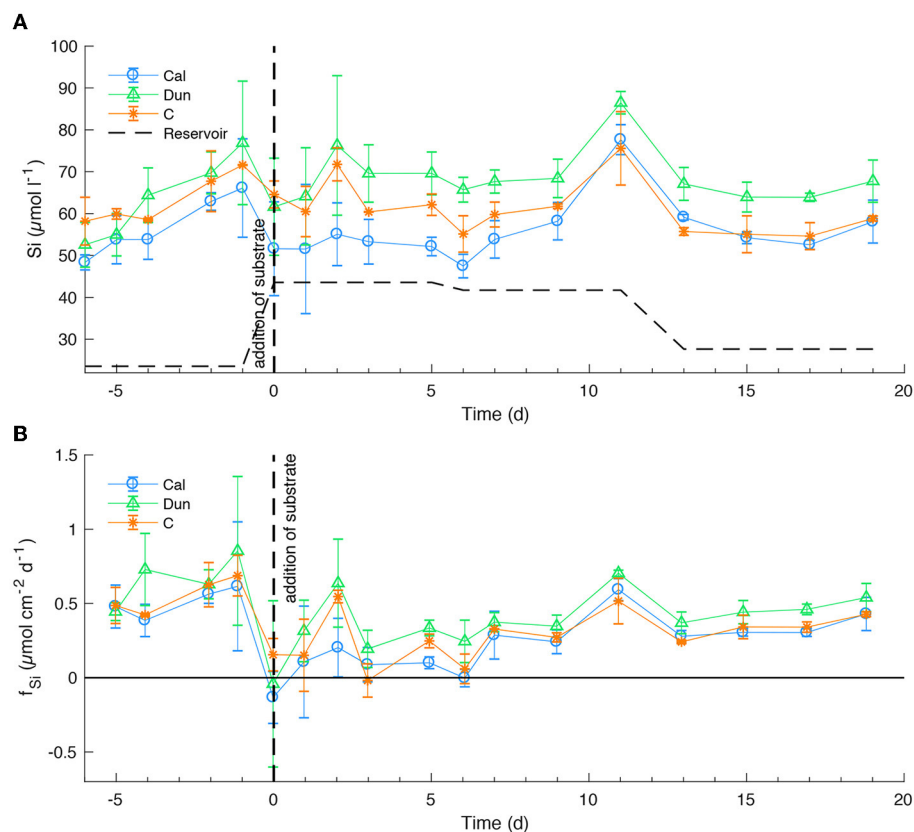 A
100
90
80
70
60
50
40
30
Si (µmol l⁻¹)
Cal
Dun
C
Reservoir
addition of substrate
-5 0 5 10 15 20
Time (d)
B
1.5
1
0.5
0
-0.5
f_Si (µmol cm⁻² d⁻¹)
Cal
Dun
C
addition of substrate
-5 0 5 10 15 20
Time (d)